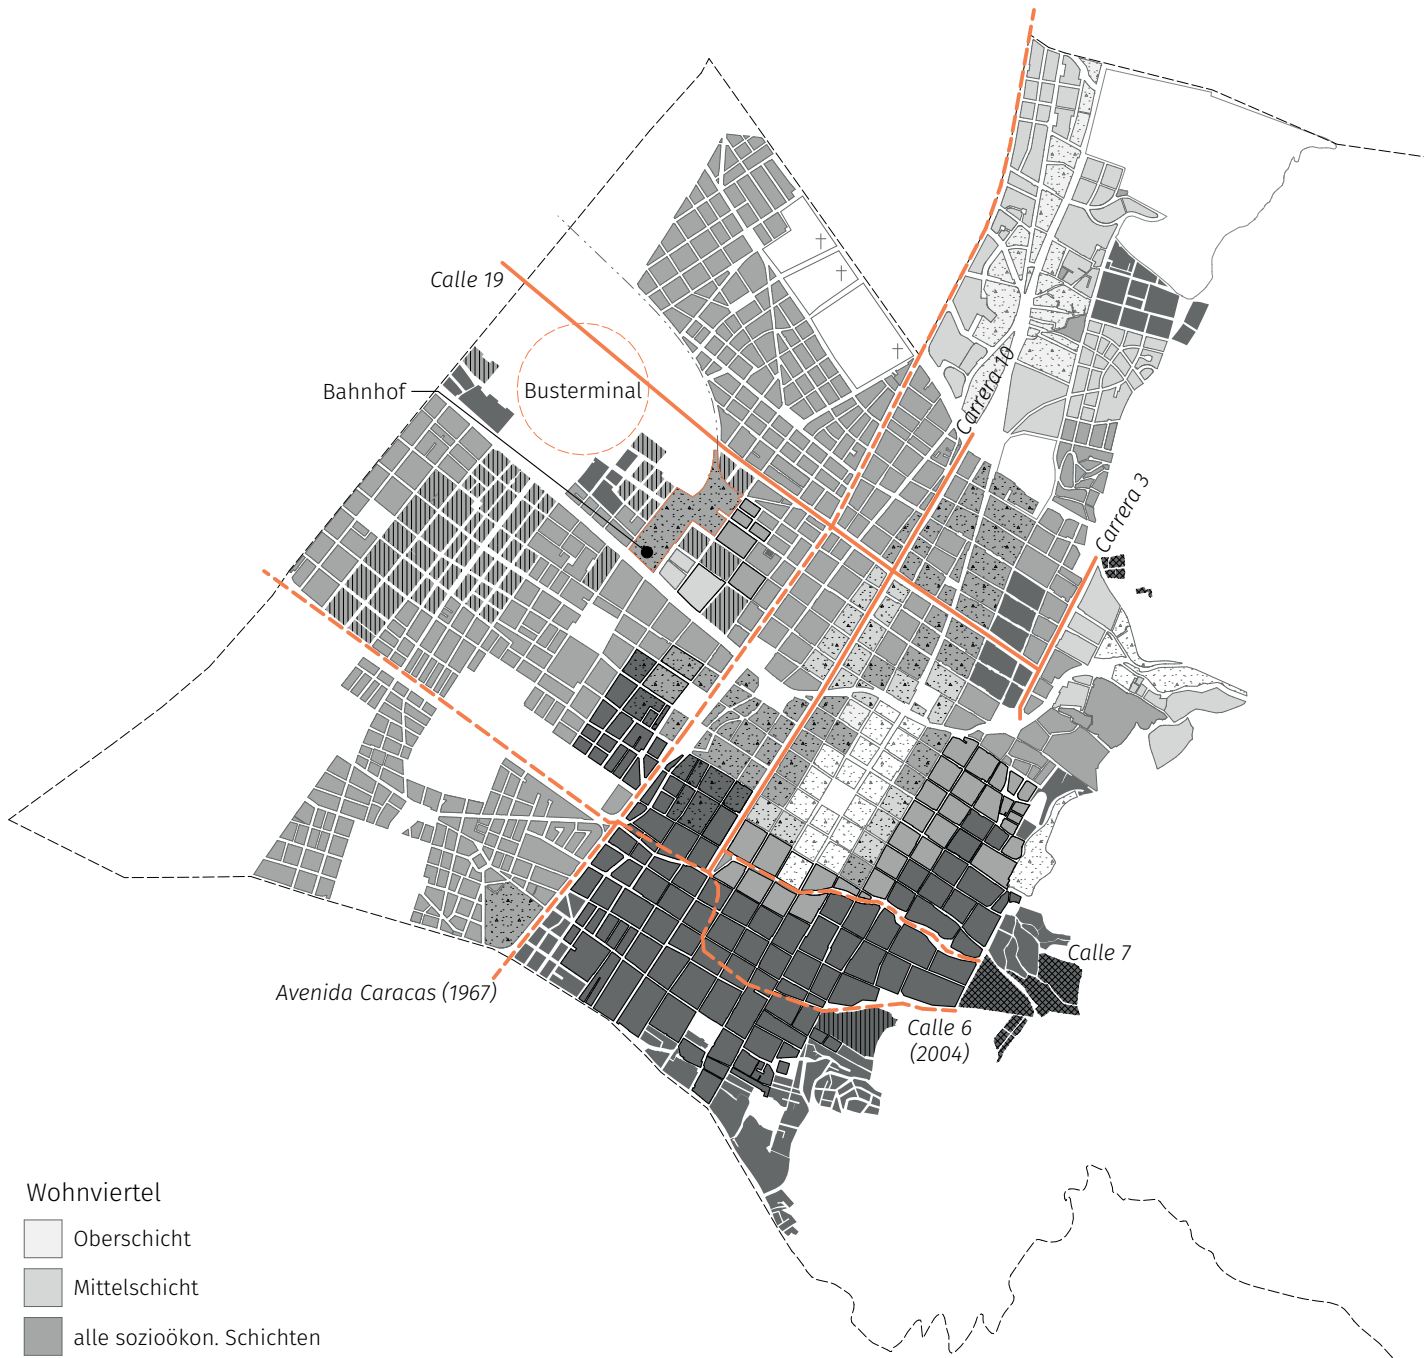 Calle 19
Carrera 10
Bahnhof
Busterminal
Carrera 3
Calle 7
Avenida Caracas (1967)
Calle 6
(2004)
Wohnviertel
Oberschicht
Mittelschicht
alle sozioökon. Schichten